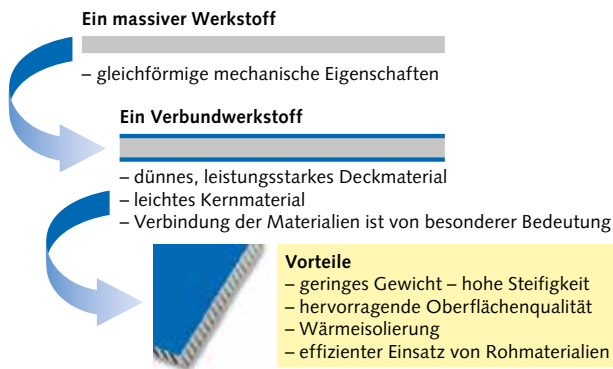 Ein massiver Werkstoff
– gleichförmige mechanische Eigenschaften
Ein Verbundwerkstoff
– dünnes, leistungsstarkes Deckmaterial
– leichtes Kernmaterial
– Verbindung der Materialien ist von besonderer Bedeutung
Vorteile
– geringes Gewicht – hohe Steifigkeit
– hervorragende Oberflächenqualität
– Wärmeisolierung
– effizienter Einsatz von Rohmaterialien